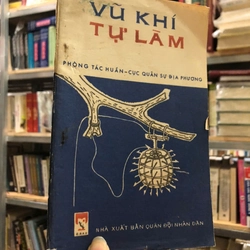 VŨ KHÍ
TỰ LÀM
PHÒNG TÁC HUẤN - CỤC QUÂN SỰ ĐỊA PHƯƠNG
NHÀ XUẤT BẢN QUÂN ĐỘI NHÂN DÂN